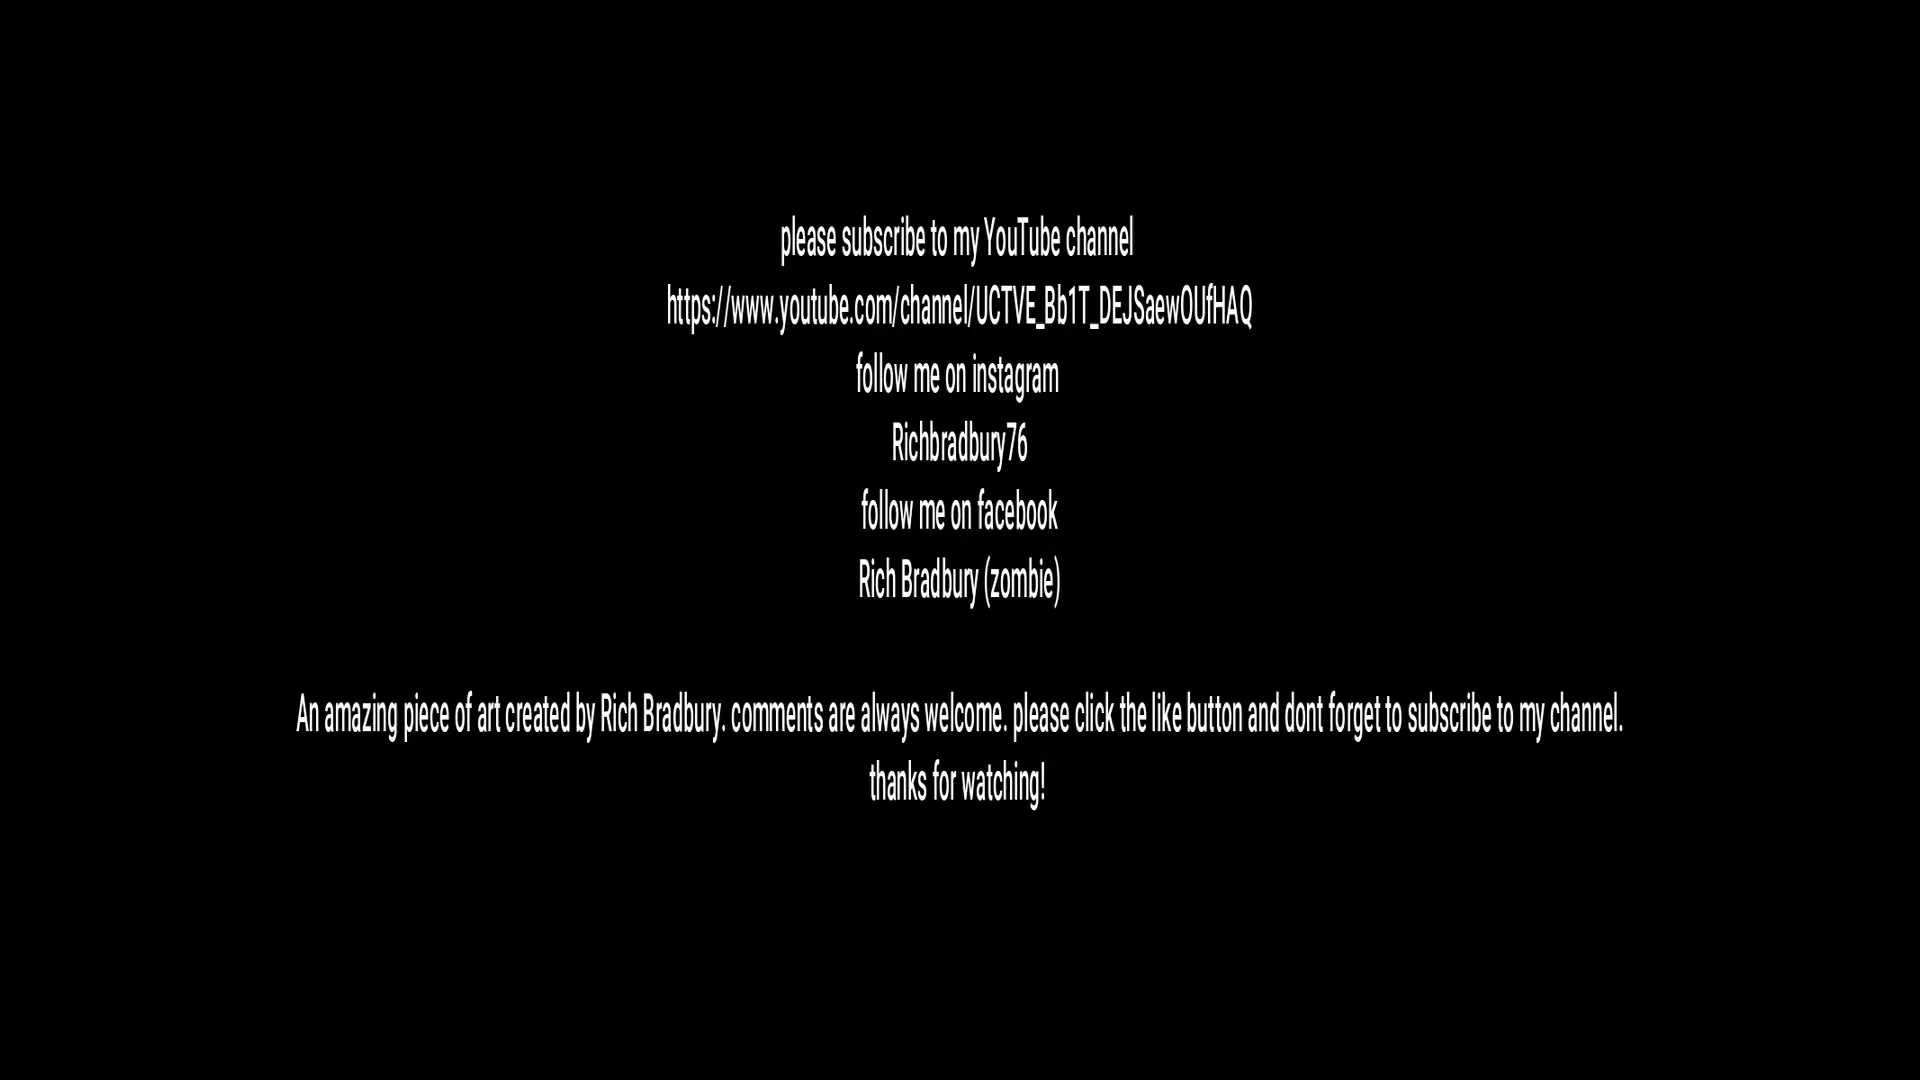 please subscribe to my YouTube channel
https://www.youtube.com/channel/UCTVE_Bb1T_DEJSaewOUfHAQ
follow me on instagram
Richbradbury76
follow me on facebook
Rich Bradbury (zombie)
An amazing piece of art created by Rich Bradbury. comments are always welcome. please click the like button and dont forget to subscribe to my channel.
thanks for watching!